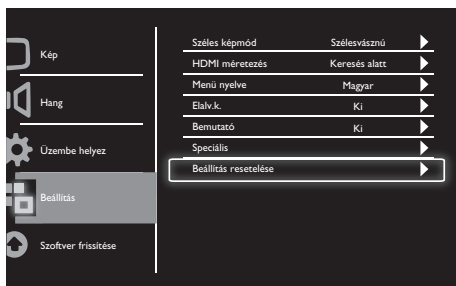 Kép
Hang
Üzembe helyez
Beállítás
Szoftver frissítése
Széles képmód Szélesvásznú
HDMI méretezés Keresés alatt
Menü nyelve Magyar
Elalv.k. Ki
Bemutató Ki
Speciális
Beállítás resetelése